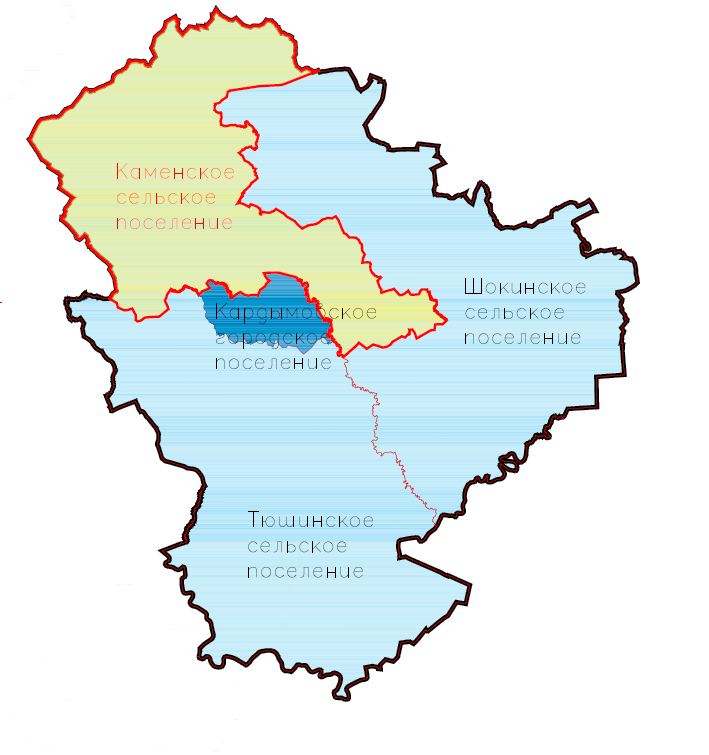 Каменское
сельское
поселение
Шокинское
сельское
поселение
Кардымовское
городское
поселение
Тюшинское
сельское
поселение